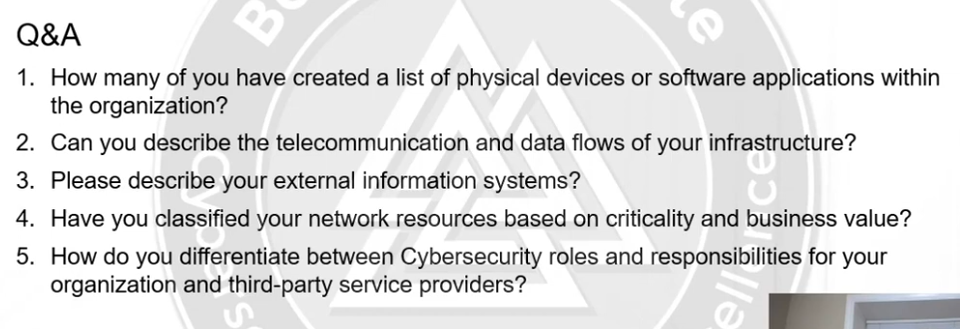 Q&A
1. How many of you have created a list of physical devices or software applications within
the organization?
2. Can you describe the telecommunication and data flows of your infrastructure?
3. Please describe your external information systems?
4. Have you classified your network resources based on criticality and business value?
5. How do you differentiate between Cybersecurity roles and responsibilities for your
organization and third-party service providers?